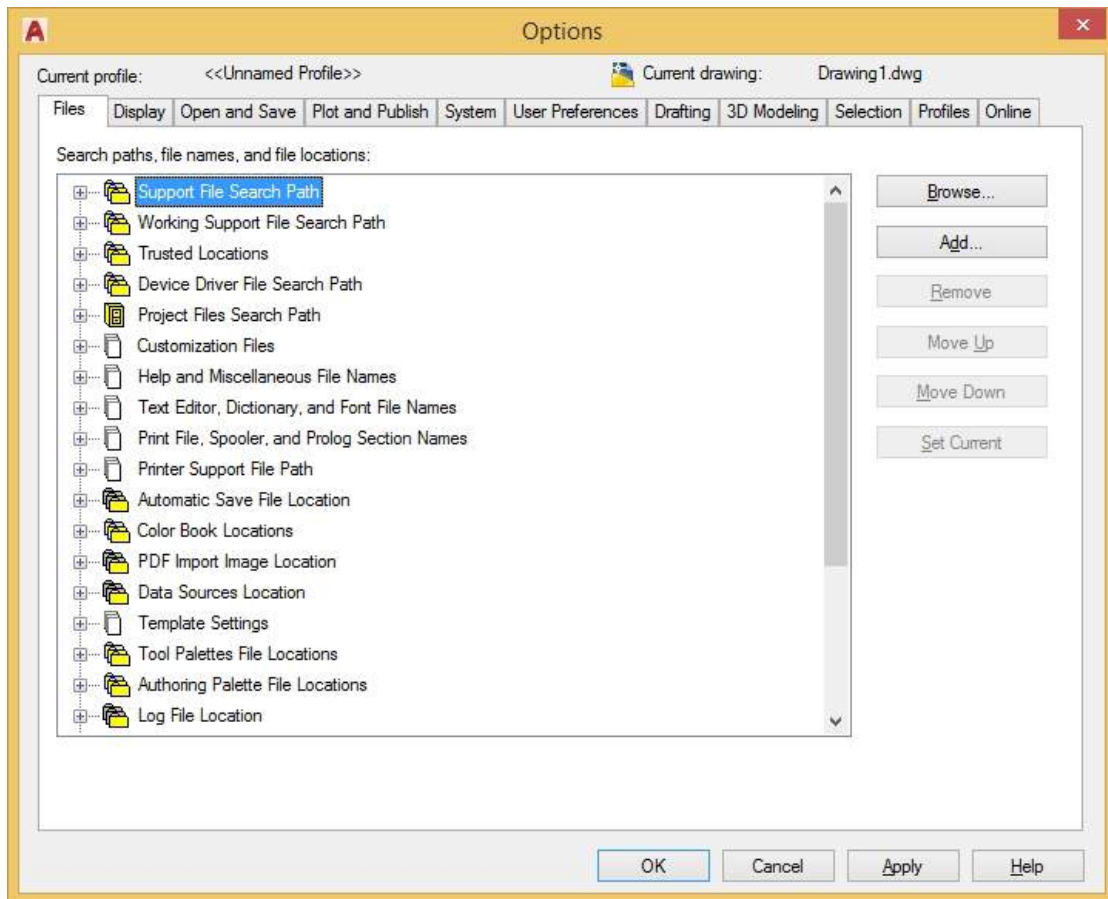 Options
Current profile: <<Unnamed Profile>> Current drawing: Drawing1.dwg
Files Display Open and Save Plot and Publish System User Preferences Drafting 3D Modeling Selection Profiles Online
Search paths, file names, and file locations:
Support File Search Path
Working Support File Search Path
Trusted Locations
Device Driver File Search Path
Project Files Search Path
Customization Files
Help and Miscellaneous File Names
Text Editor, Dictionary, and Font File Names
Print File, Spooler, and Prolog Section Names
Printer Support File Path
Automatic Save File Location
Color Book Locations
PDF Import Image Location
Data Sources Location
Template Settings
Tool Palettes File Locations
Authoring Palette File Locations
Log File Location
Browse...
Add...
Remove
Move Up
Move Down
Set Current
OK Cancel Apply Help